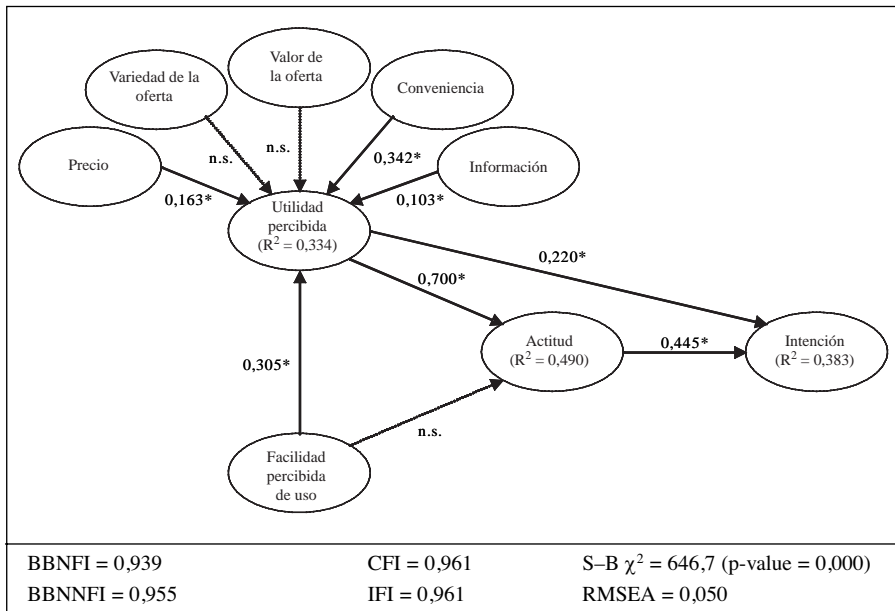 Valor de
la oferta
Variedad de la
oferta
Conveniencia
Precio
Información
n.s.
n.s.
0,342*
0,163*
0,103*
Utilidad
percibida
(R² = 0,334)
0,220*
0,700*
0,305*
Actitud
(R² = 0,490)
0,445*
Intención
(R² = 0,383)
n.s.
Facilidad
percibida
de uso
BBNFI = 0,939
CFI = 0,961
S–B χ² = 646,7 (p-value = 0,000)
BBNNFI = 0,955
IFI = 0,961
RMSEA = 0,050